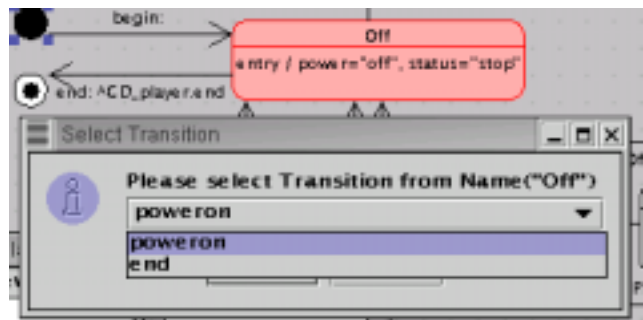 begin:
Off
entry / power="off", status="stop"
end: ^CD_player.end
Select Transition
Please select Transition from Name("Off")
poweron
poweron
end